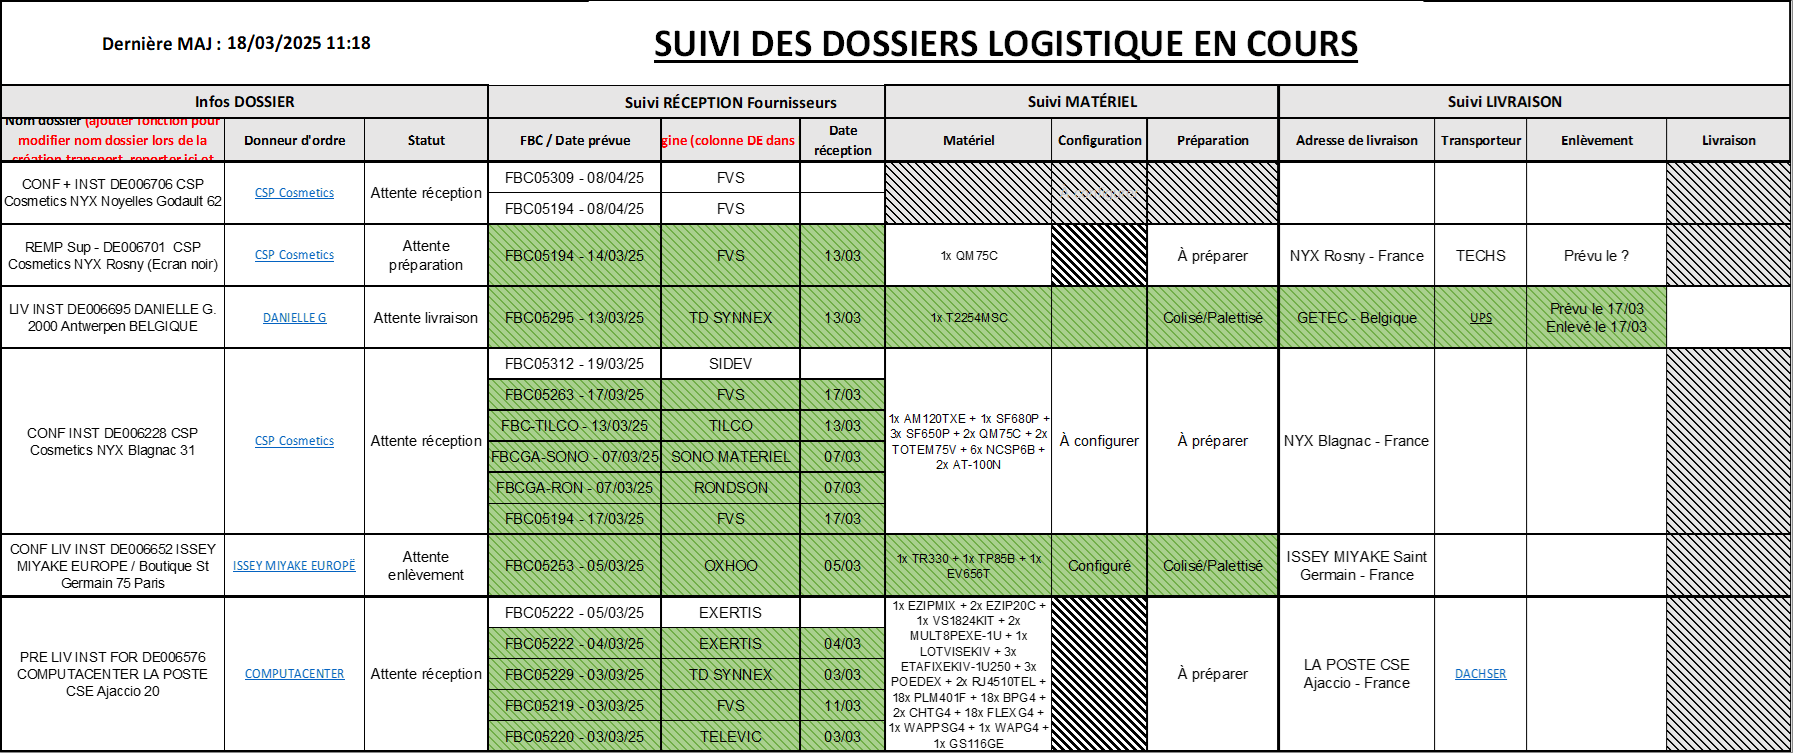 Dernière MAJ : 18/03/2025 11:18
SUIVI DES DOSSIERS LOGISTIQUE EN COURS
Infos DOSSIER
Suivi RÉCEPTION Fournisseurs
Suivi MATÉRIEL
Suivi LIVRAISON
Nom dossier (ajouter fonction pour
modifier nom dossier lors de la
création transport, reporter ici et
Donneur d'ordre
Statut
FBC / Date prévue
gine (colonne DE dans
Date
réception
Matériel
Configuration
Préparation
Adresse de livraison
Transporteur
Enlèvement
Livraison
CONF + INST DE006706 CSP
Cosmetics NYX Noyelles Godault 62
CSP Cosmetics
Attente réception
FBC05309 - 08/04/25
FVS
FBC05194 - 08/04/25
FVS
REMP Sup - DE006701 CSP
Cosmetics NYX Rosny (Ecran noir)
CSP Cosmetics
Attente
préparation
FBC05194 - 14/03/25
FVS
13/03
1x QM75C
À préparer
NYX Rosny - France
TECHS
Prévu le ?
LIV INST DE006695 DANIELLE G.
2000 Antwerpen BELGIQUE
DANIELLE G
Attente livraison
FBC05295 - 13/03/25
TD SYNNEX
13/03
1x T2254MSC
Colisé/Palettisé
GETEC - Belgique
UPS
Prévu le 17/03
Enlevé le 17/03
CONF INST DE006228 CSP
Cosmetics NYX Blagnac 31
CSP Cosmetics
Attente réception
FBC05312 - 19/03/25
SIDEV
FBC05263 - 17/03/25
FVS
17/03
FBC-TILCO - 13/03/25
TILCO
13/03
FBCGA-SONO - 07/03/25
SONO MATERIEL
07/03
FBCGA-RON - 07/03/25
RONDSON
07/03
FBC05194 - 17/03/25
FVS
17/03
1x AM120TXE + 1x SF680P +
3x SF650P + 2x QM75C + 2x
TOTEM75V + 6x NCSP6B +
2x AT-100N
À configurer
À préparer
NYX Blagnac - France
CONF LIV INST DE006652 ISSEY
MIYAKE EUROPE / Boutique St
Germain 75 Paris
ISSEY MIYAKE EUROPË
Attente
enlèvement
FBC05253 - 05/03/25
OXHOO
05/03
1x TR330 + 1x TP85B + 1x
EV656T
Configuré
Colisé/Palettisé
ISSEY MIYAKE Saint
Germain - France
PRE LIV INST FOR DE006576
COMPUTACENTER LA POSTE
CSE Ajaccio 20
COMPUTACENTER
Attente réception
FBC05222 - 05/03/25
EXERTIS
FBC05222 - 04/03/25
EXERTIS
04/03
FBC05229 - 03/03/25
TD SYNNEX
03/03
FBC05219 - 03/03/25
FVS
11/03
FBC05220 - 03/03/25
TELEVIC
03/03
1x EZIPMIX + 2x EZIP20C +
1x VS1824KIT + 2x
MULT8PEXE-1U + 1x
LOTVISEKIV + 3x
ETAFIXEKIV-1U250 + 3x
POEDEX + 2x RJ4510TEL +
18x PLM401F + 18x BPG4 +
2x CHTG4 + 18x FLEXG4 +
1x WAPPSG4 + 1x WAPG4 +
1x GS116GE
À préparer
LA POSTE CSE
Ajaccio - France
DACHSER